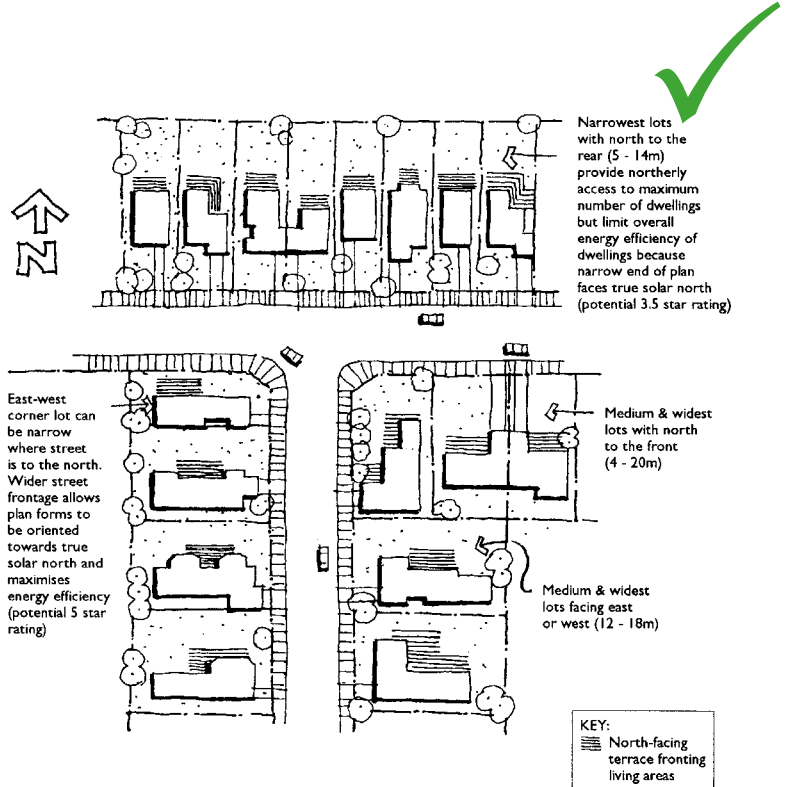 Narrowest lots
with north to the
rear (5 - 14m)
provide northerly
access to maximum
number of dwellings
but limit overall
energy efficiency of
dwellings because
narrow end of plan
faces true solar north
(potential 3.5 star rating)
N
East-west
corner lot can
be narrow
where street
is to the north.
Wider street
frontage allows
plan forms to
be oriented
towards true
solar north and
maximises
energy efficiency
(potential 5 star
rating)
Medium & widest
lots with north
to the front
(4 - 20m)
Medium & widest
lots facing east
or west (12 - 18m)
KEY:
North-facing
terrace fronting
living areas